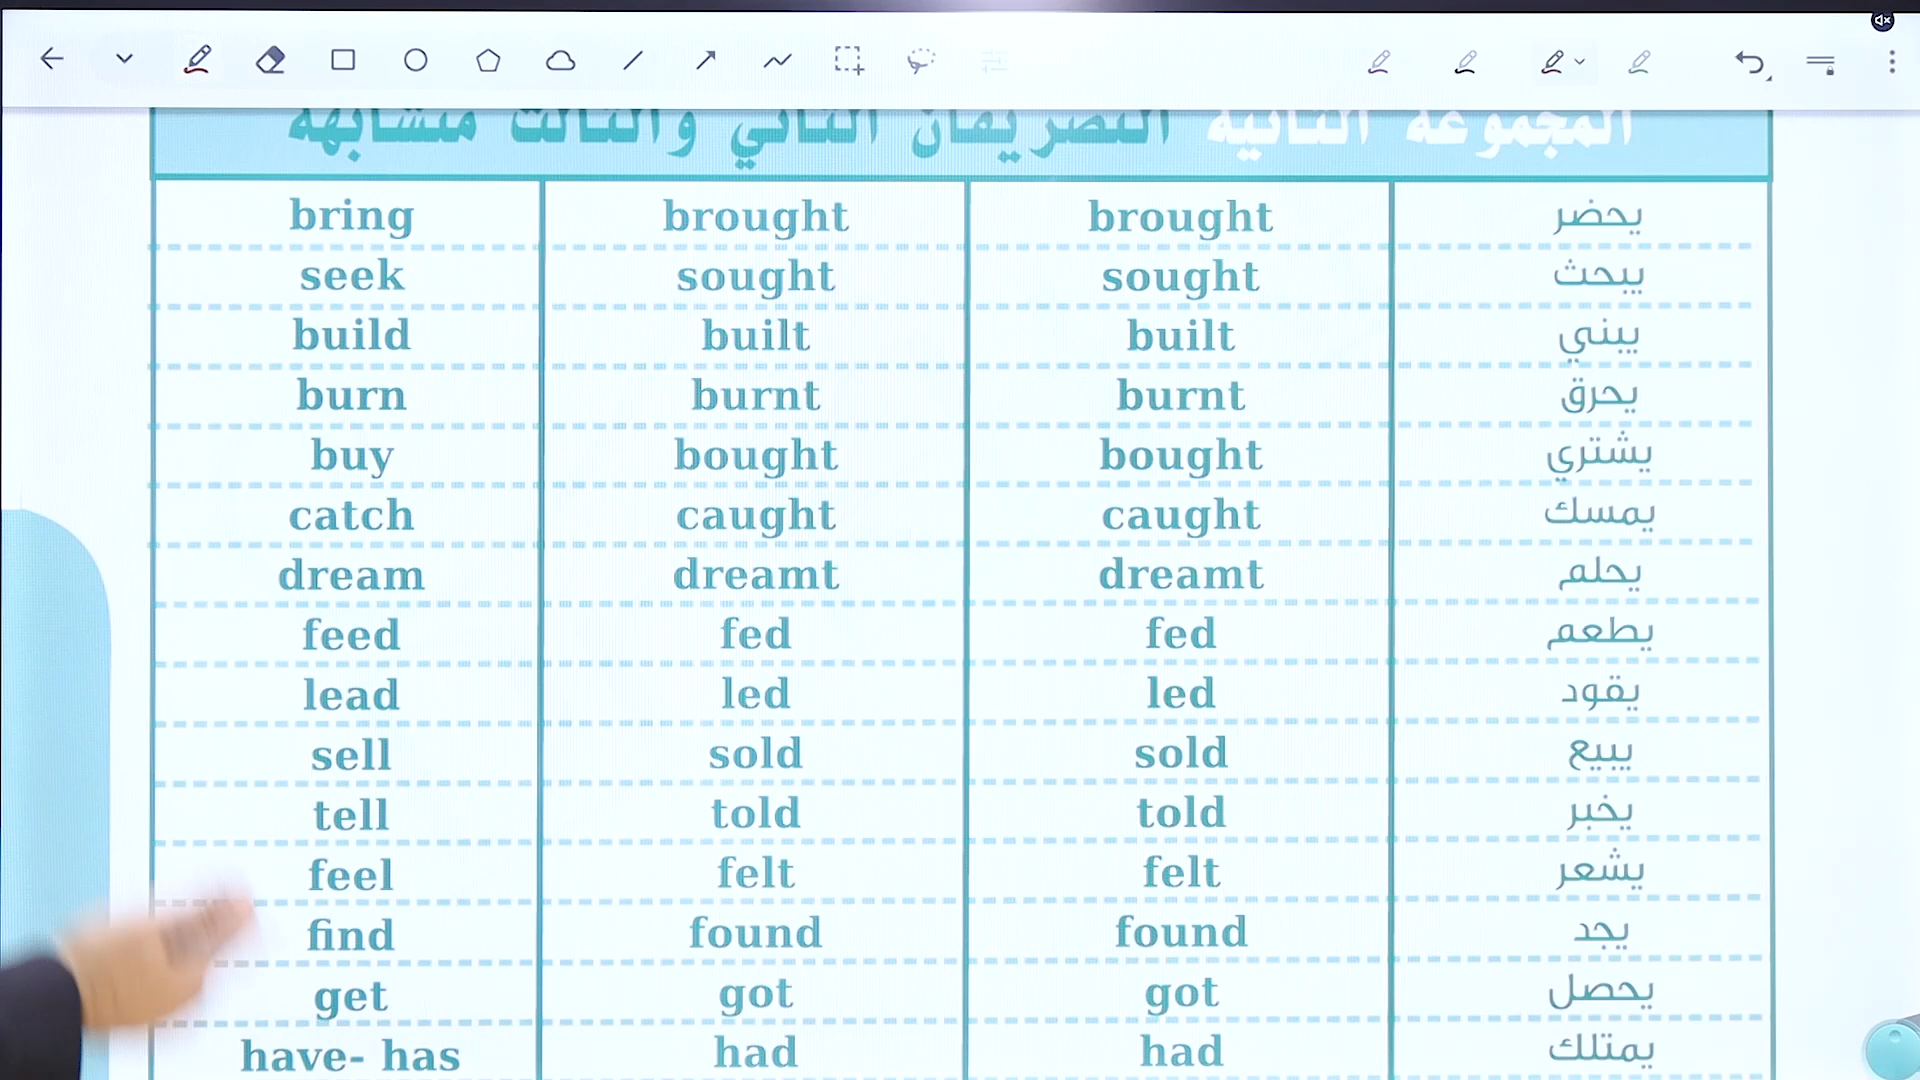 المجموعة الثانية التصريفان الثاني والثالث متشابهة
bring brought brought يحضر
seek sought sought يبحث
build built built يبني
burn burnt burnt يحرق
buy bought bought يشتري
catch caught caught يمسك
dream dreamt dreamt يحلم
feed fed fed يطعم
lead led led يقود
sell sold sold يبيع
tell told told يخبر
feel felt felt يشعر
find found found يجد
get got got يحصل
have- has had had يمتلك